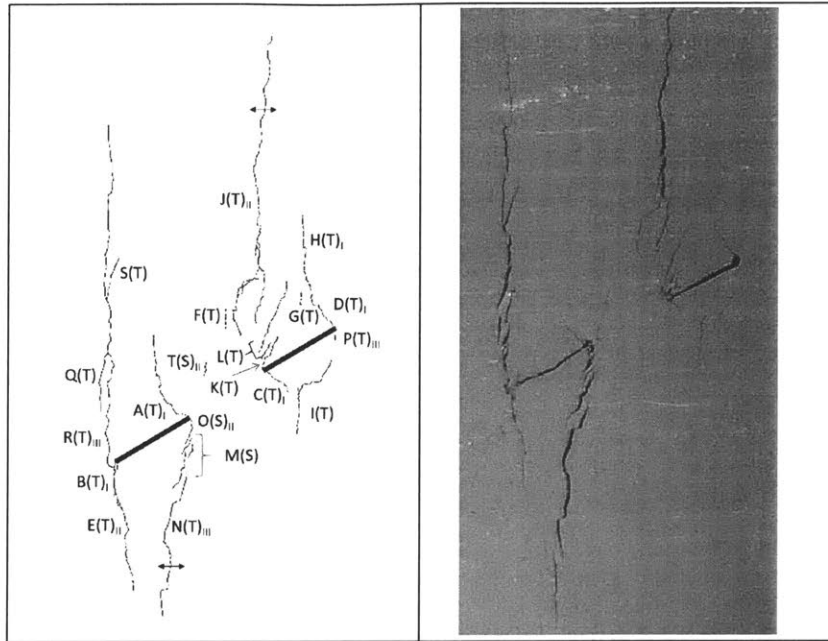 J(T)II
H(T)I
S(T)
F(T)
G(T)
D(T)I
P(T)III
L(T)
T(S)II
K(T)
Q(T)
C(T)I
A(T)I
I(T)
O(S)II
R(T)III
M(S)
B(T)I
E(T)II
N(T)III